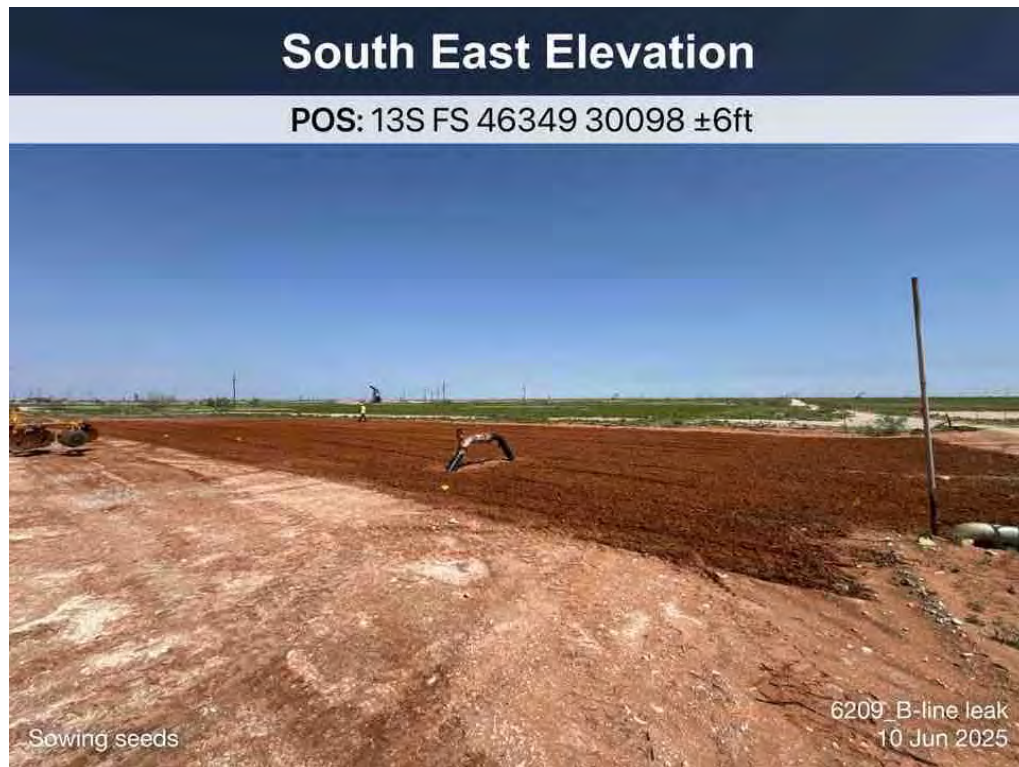 South East Elevation
POS: 13S FS 46349 30098 ±6ft
Sowing seeds
6209_B-line leak
10 Jun 2025